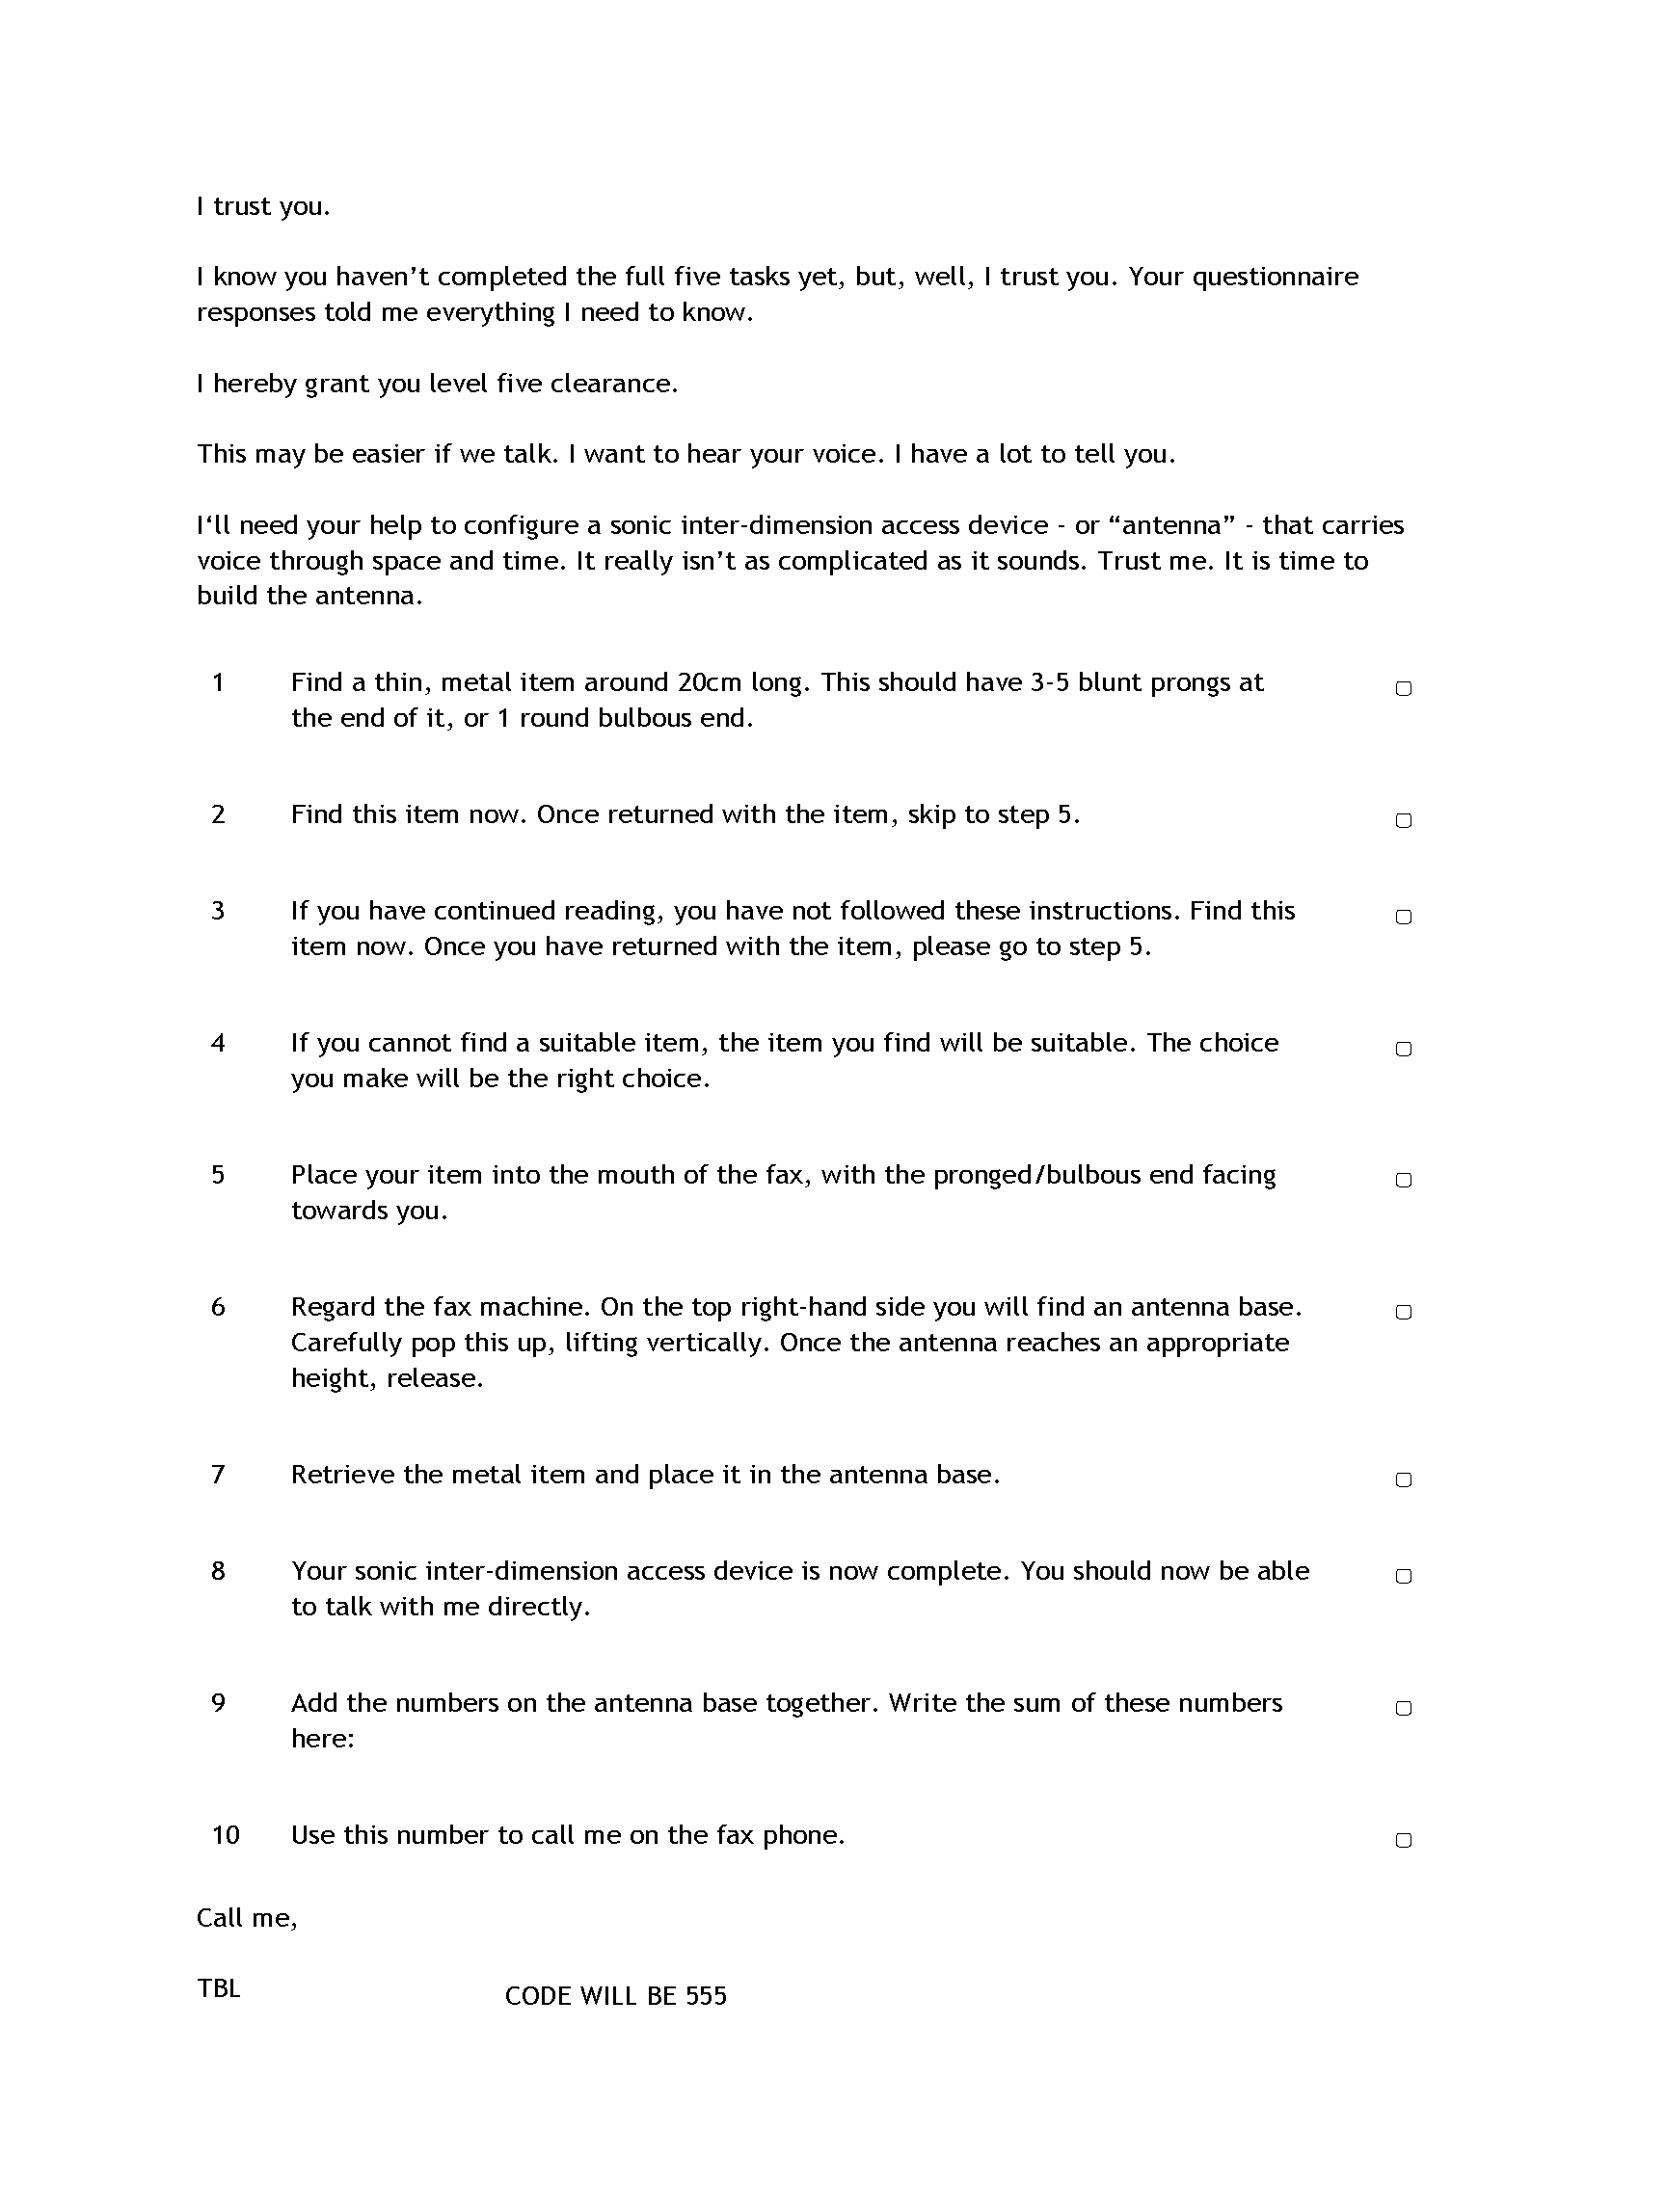 I trust you.
I know you haven’t completed the full five tasks yet, but, well, I trust you. Your questionnaire
responses told me everything I need to know.
I hereby grant you level five clearance.
This may be easier if we talk. I want to hear your voice. I have a lot to tell you.
I‘ll need your help to configure a sonic inter-dimension access device - or “antenna” - that carries
voice through space and time. It really isn’t as complicated as it sounds. Trust me. It is time to
build the antenna.
1 Find a thin, metal item around 20cm long. This should have 3-5 blunt prongs at
the end of it, or 1 round bulbous end.
2 Find this item now. Once returned with the item, skip to step 5.
3 If you have continued reading, you have not followed these instructions. Find this
item now. Once you have returned with the item, please go to step 5.
4 If you cannot find a suitable item, the item you find will be suitable. The choice
you make will be the right choice.
5 Place your item into the mouth of the fax, with the pronged/bulbous end facing
towards you.
6 Regard the fax machine. On the top right-hand side you will find an antenna base.
Carefully pop this up, lifting vertically. Once the antenna reaches an appropriate
height, release.
7 Retrieve the metal item and place it in the antenna base.
8 Your sonic inter-dimension access device is now complete. You should now be able
to talk with me directly.
9 Add the numbers on the antenna base together. Write the sum of these numbers
here:
10 Use this number to call me on the fax phone.
Call me,
TBL
CODE WILL BE 555